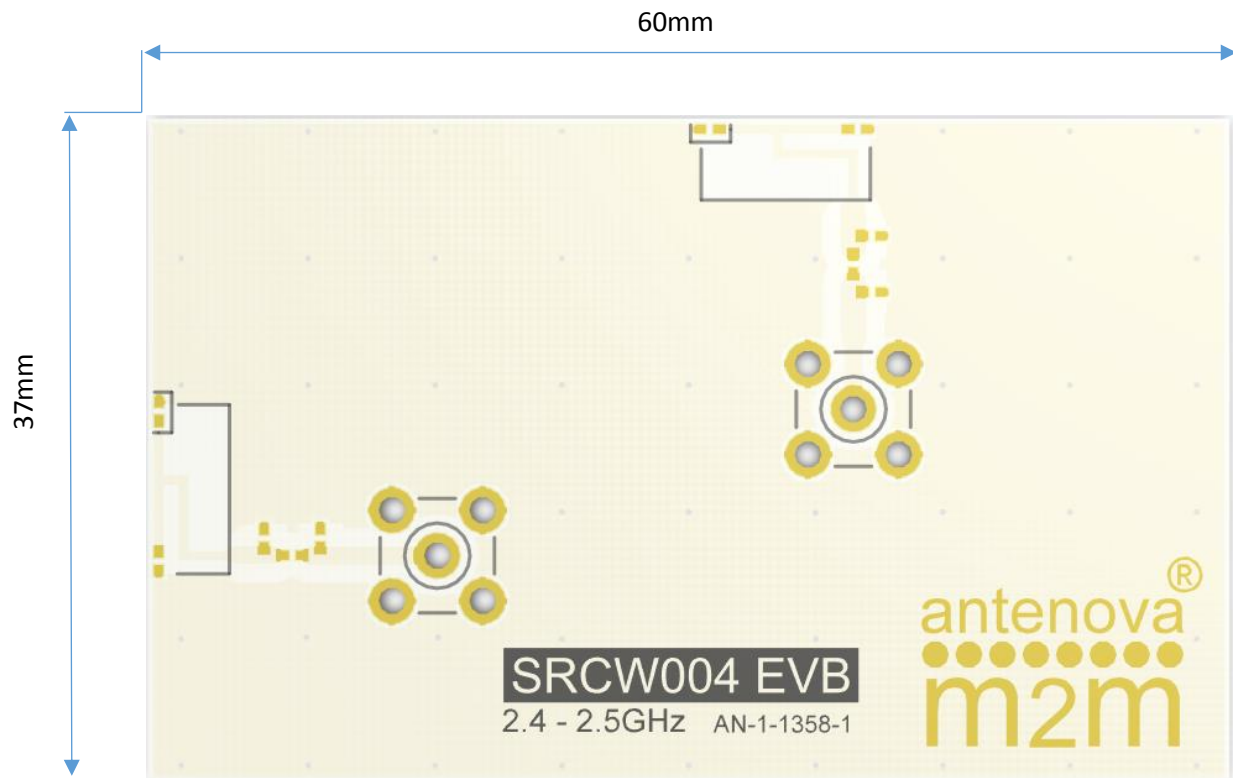 60mm
37mm
®
antenova
m2m
SRCW004 EVB
2.4 - 2.5GHz AN-1-1358-1